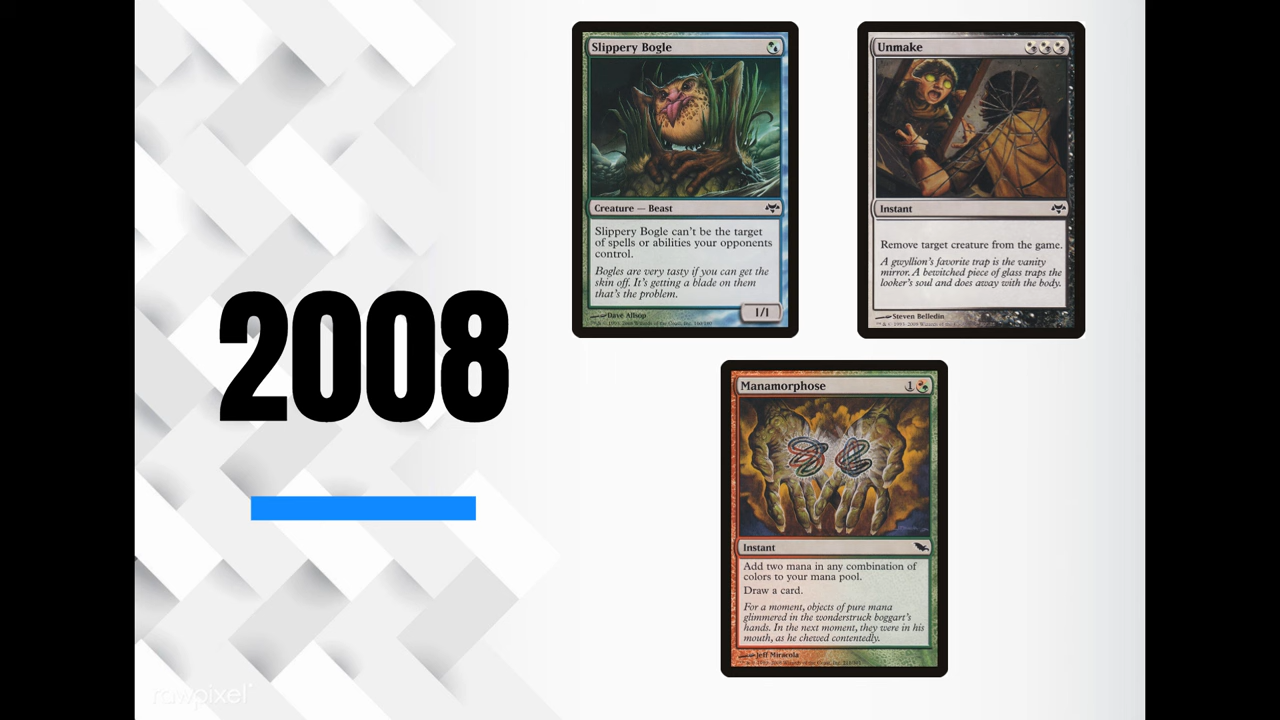 2008
Slippery Bogle
Creature — Beast
Slippery Bogle can't be the target
of spells or abilities your opponents
control.
Bogles are very tasty if you can get the
skin off. It's getting a blade on them
that's the problem.
1/1
Dave Allsop
Unmake
Instant
Remove target creature from the game.
A gwyllion's favorite trap is the vanity
mirror. A bewitched piece of glass traps the
looker's soul and does away with the body.
Steven Belledin
Manamorphose
1
Instant
Add two mana in any combination of
colors to your mana pool.
Draw a card.
For a moment, objects of pure mana
glimmered in the wonderstruck boggart's
hands. In the next moment, they were in his
mouth, as he chewed contentedly.
Jeff Miracola
rawpixel